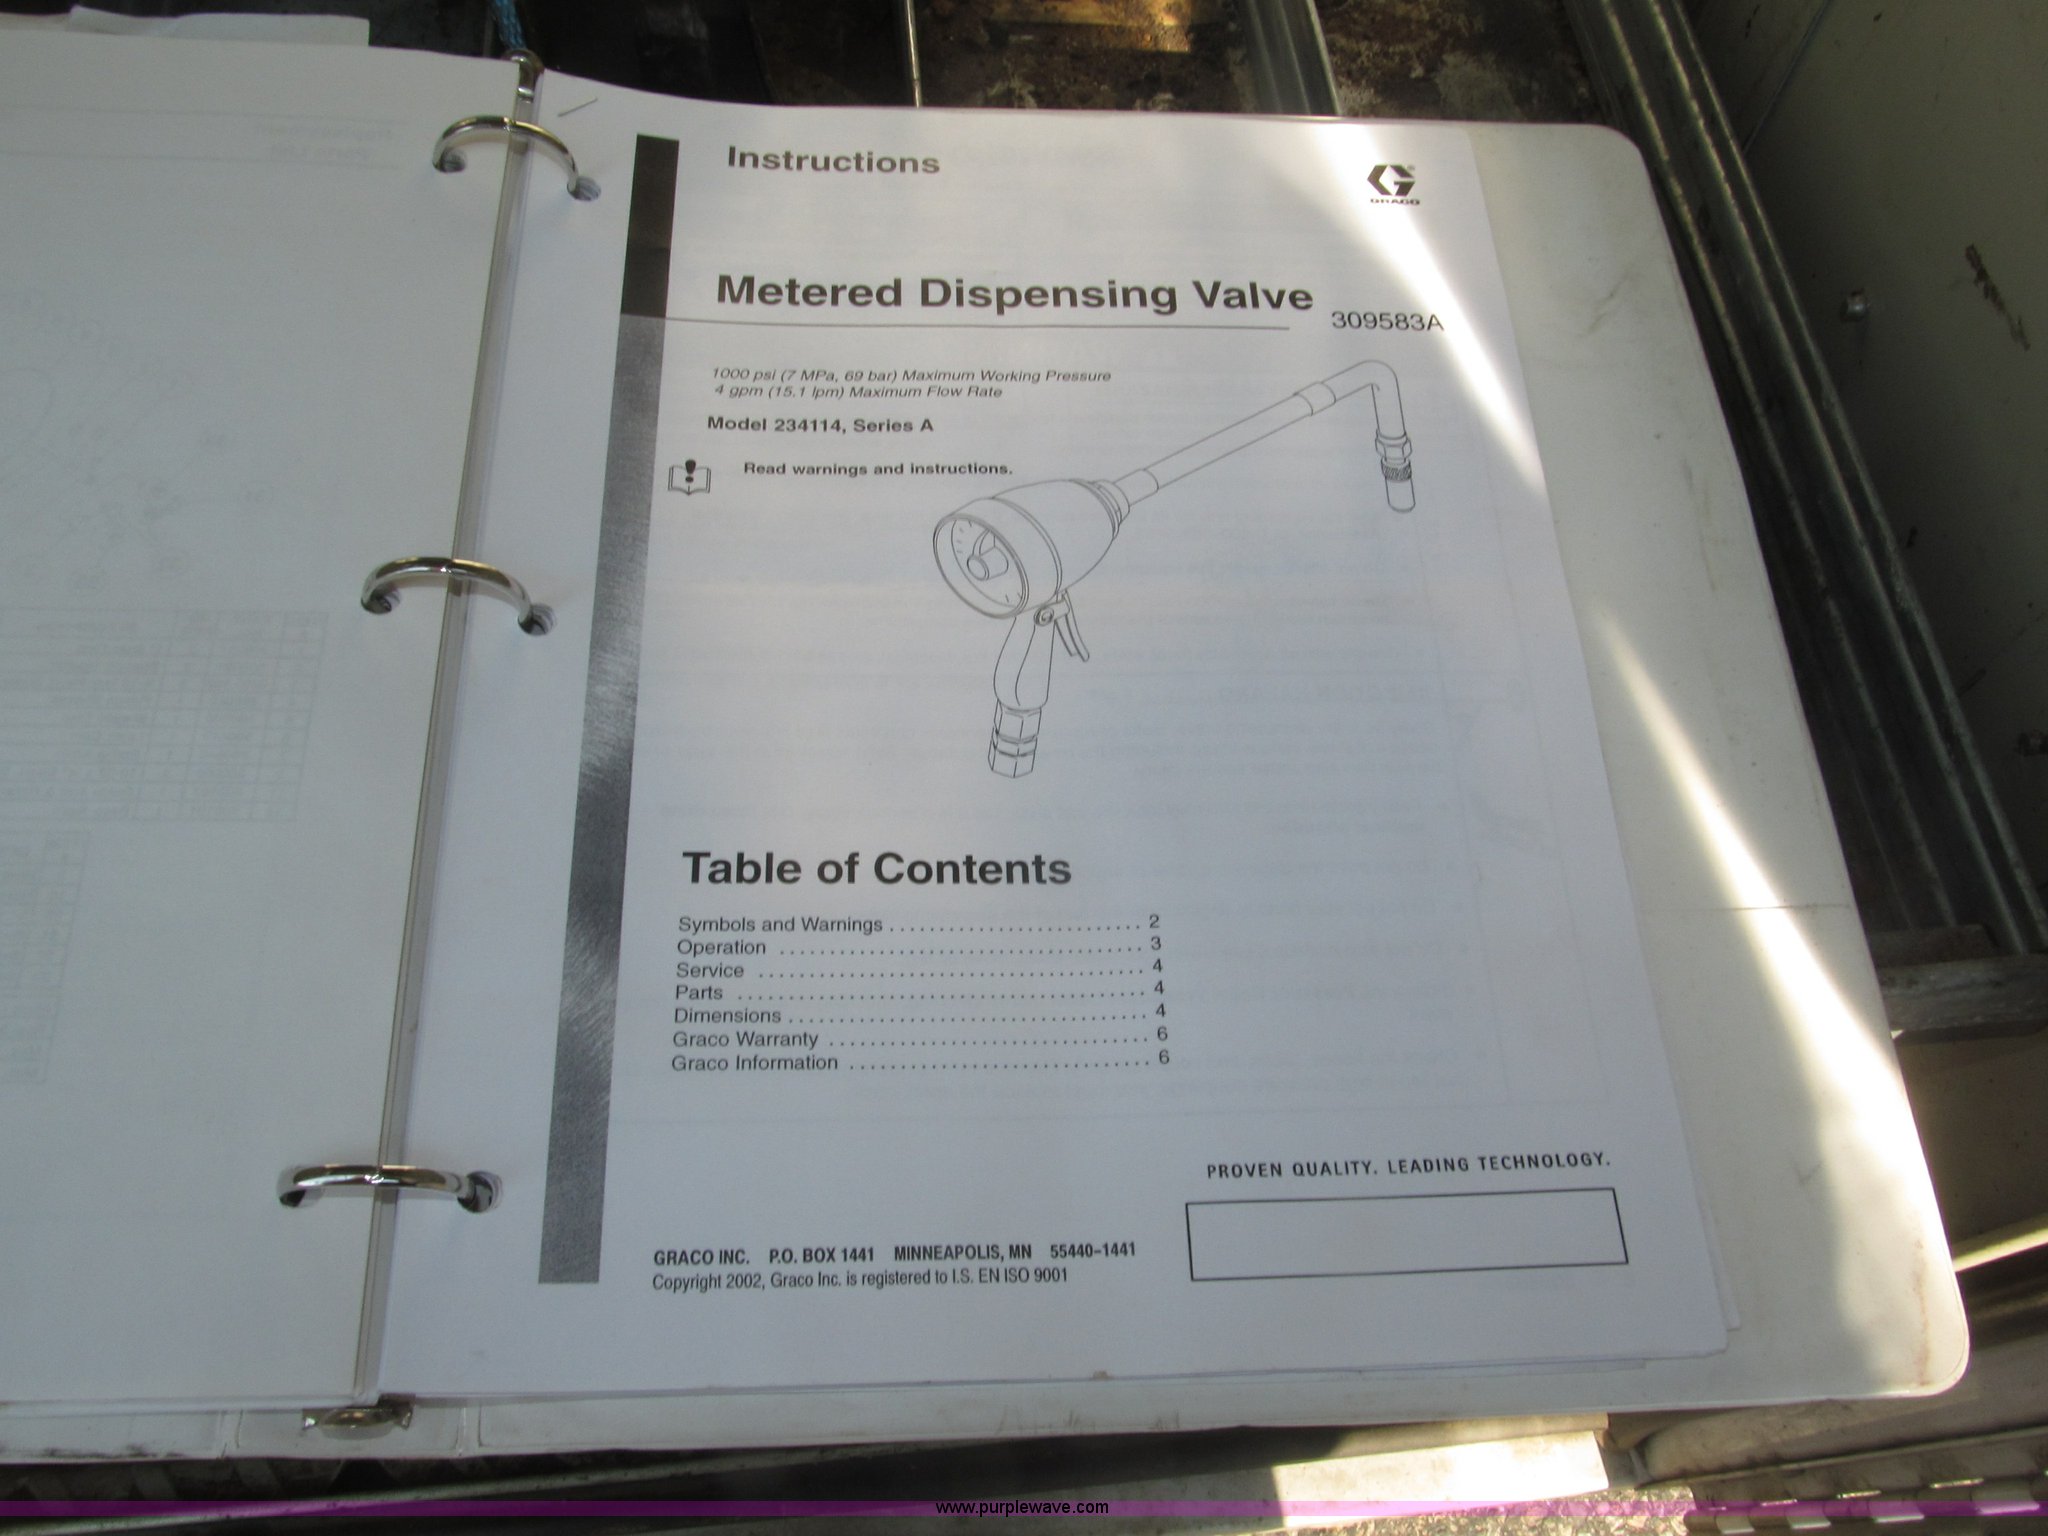 Instructions
GRACO
Metered Dispensing Valve
309583A
1000 psi (7 MPa, 69 bar) Maximum Working Pressure
4 gpm (15.1 lpm) Maximum Flow Rate
Model 234114, Series A
Read warnings and instructions.
Table of Contents
Symbols and Warnings . . . . . . . . . . . . . . . . . . . . . . . . . 2
Operation . . . . . . . . . . . . . . . . . . . . . . . . . . . . . . . . . . . . 3
Service . . . . . . . . . . . . . . . . . . . . . . . . . . . . . . . . . . . . . . 4
Parts . . . . . . . . . . . . . . . . . . . . . . . . . . . . . . . . . . . . . . . . 4
Dimensions . . . . . . . . . . . . . . . . . . . . . . . . . . . . . . . . . . . 4
Graco Warranty . . . . . . . . . . . . . . . . . . . . . . . . . . . . . . . 6
Graco Information . . . . . . . . . . . . . . . . . . . . . . . . . . . . . 6
PROVEN QUALITY. LEADING TECHNOLOGY.
GRACO INC. P.O. BOX 1441 MINNEAPOLIS, MN 55440–1441
Copyright 2002, Graco Inc. is registered to I.S. EN ISO 9001
www.purplewave.com